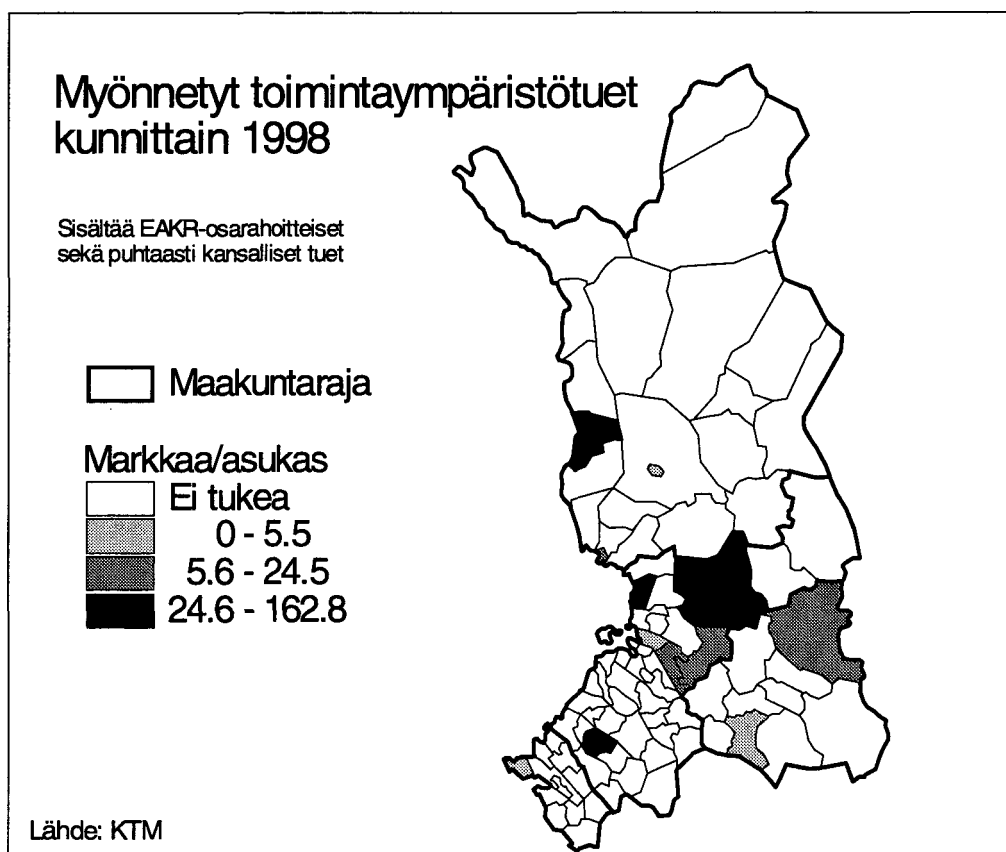 Myönnetyt toimintaympäristötuet
kunnittain 1998
Sisältää EAKR-osarahoitteiset
sekä puhtaasti kansalliset tuet
Maakuntaraja
Markkaa/asukas
Ei tukea
0 - 5.5
5.6 - 24.5
24.6 - 162.8
Lähde: KTM